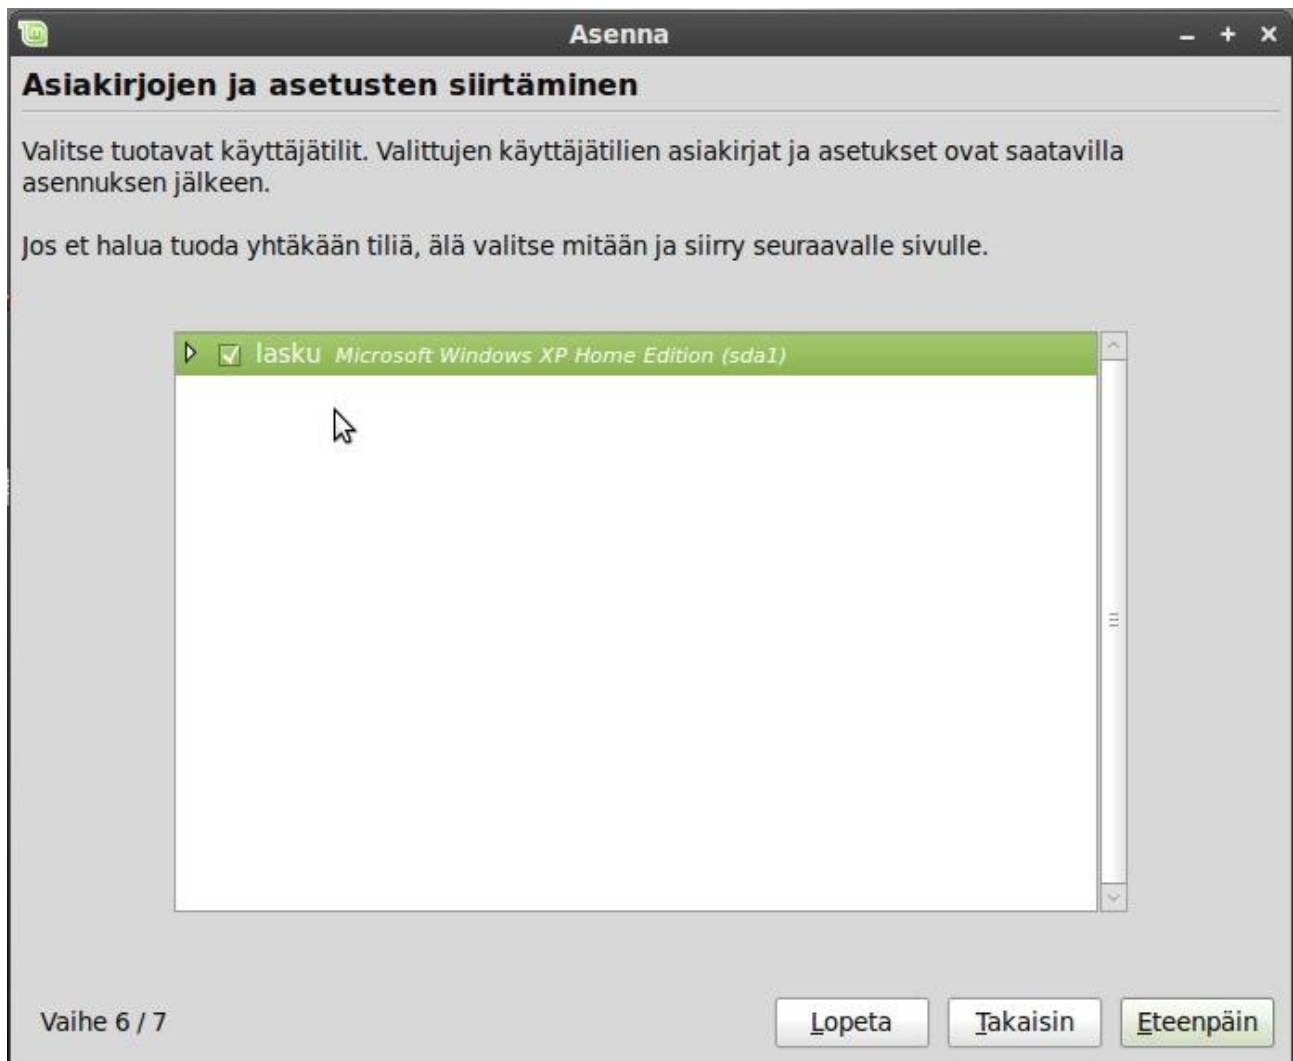 Asenna
Asiakirjojen ja asetusten siirtäminen
Valitse tuotavat käyttäjätilit. Valittujen käyttäjätilien asiakirjat ja asetukset ovat saatavilla
asennuksen jälkeen.
Jos et halua tuoda yhtäkään tiliä, älä valitse mitään ja siirry seuraavalle sivulle.
lasku Microsoft Windows XP Home Edition (sda1)
Vaihe 6 / 7 Lopeta Takaisin Eteenpäin